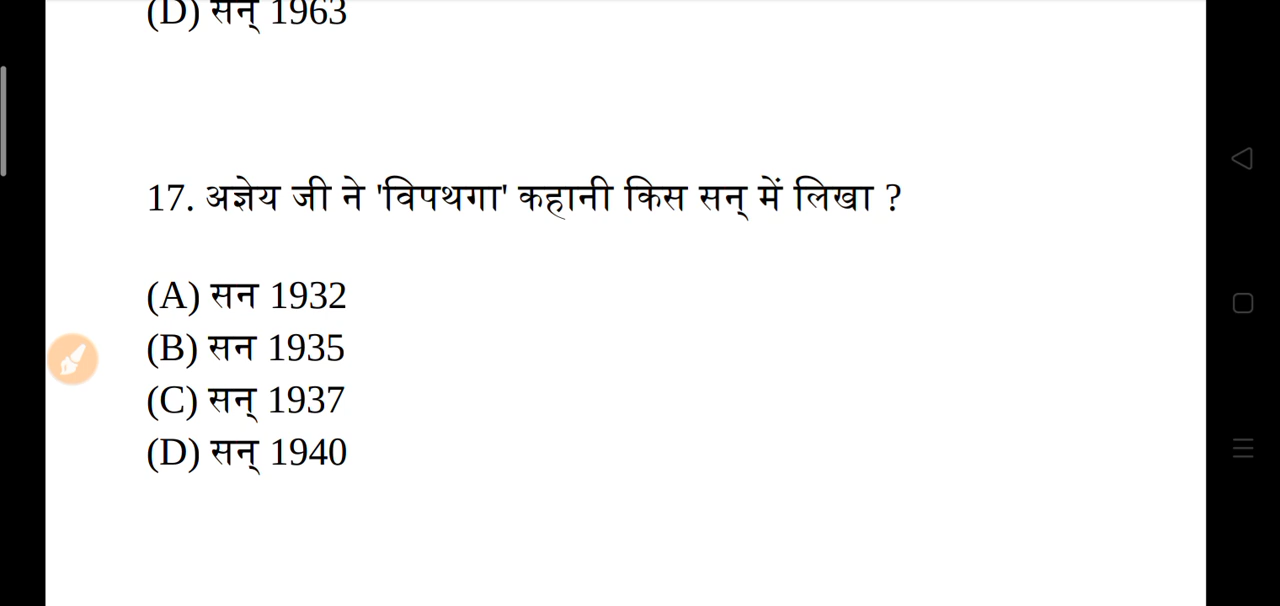 (D) सन् 1963
17. अज्ञेय जी ने 'विपथगा' कहानी किस सन् में लिखा ?
(A) सन 1932
(B) सन 1935
(C) सन् 1937
(D) सन् 1940